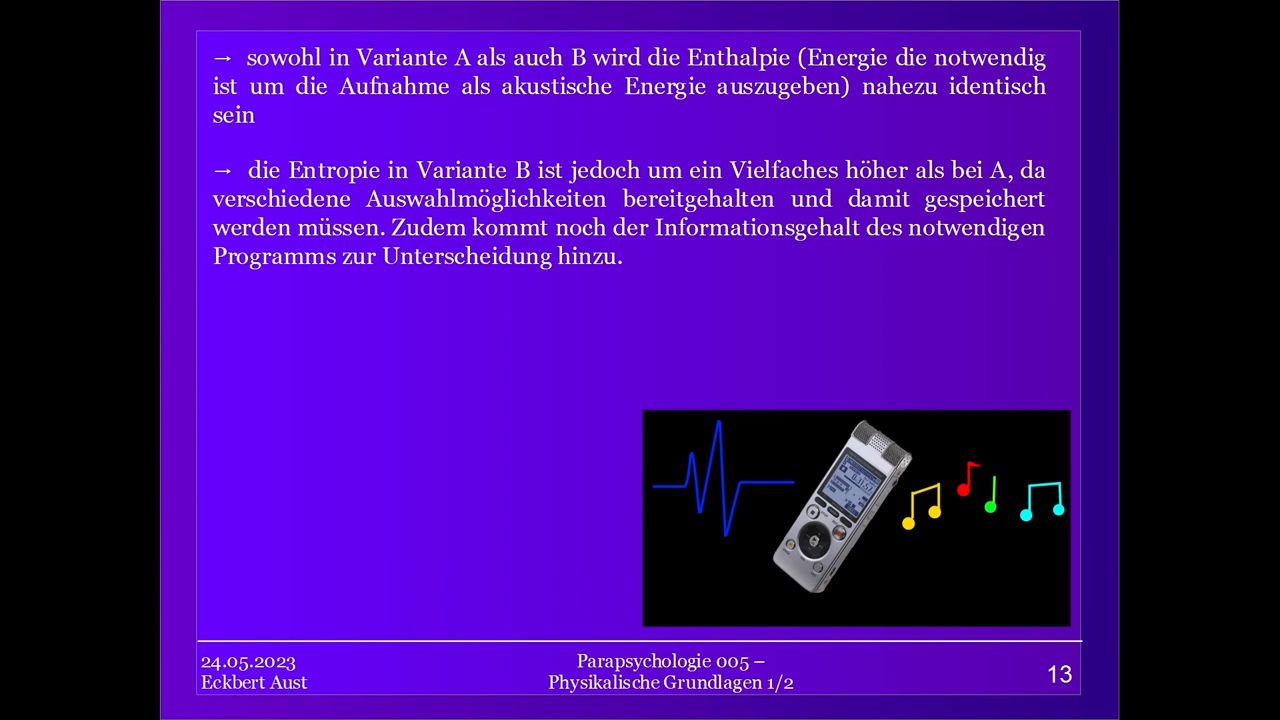 → sowohl in Variante A als auch B wird die Enthalpie (Energie die notwendig
ist um die Aufnahme als akustische Energie auszugeben) nahezu identisch
sein
→ die Entropie in Variante B ist jedoch um ein Vielfaches höher als bei A, da
verschiedene Auswahlmöglichkeiten bereitgehalten und damit gespeichert
werden müssen. Zudem kommt noch der Informationsgehalt des notwendigen
Programms zur Unterscheidung hinzu.
24.05.2023
Eckbert Aust
Parapsychologie 005 –
Physikalische Grundlagen 1/2
13